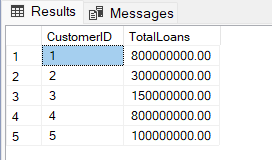 Results Messages
CustomerID TotalLoans
1 1 800000000.00
2 2 300000000.00
3 3 150000000.00
4 4 800000000.00
5 5 100000000.00